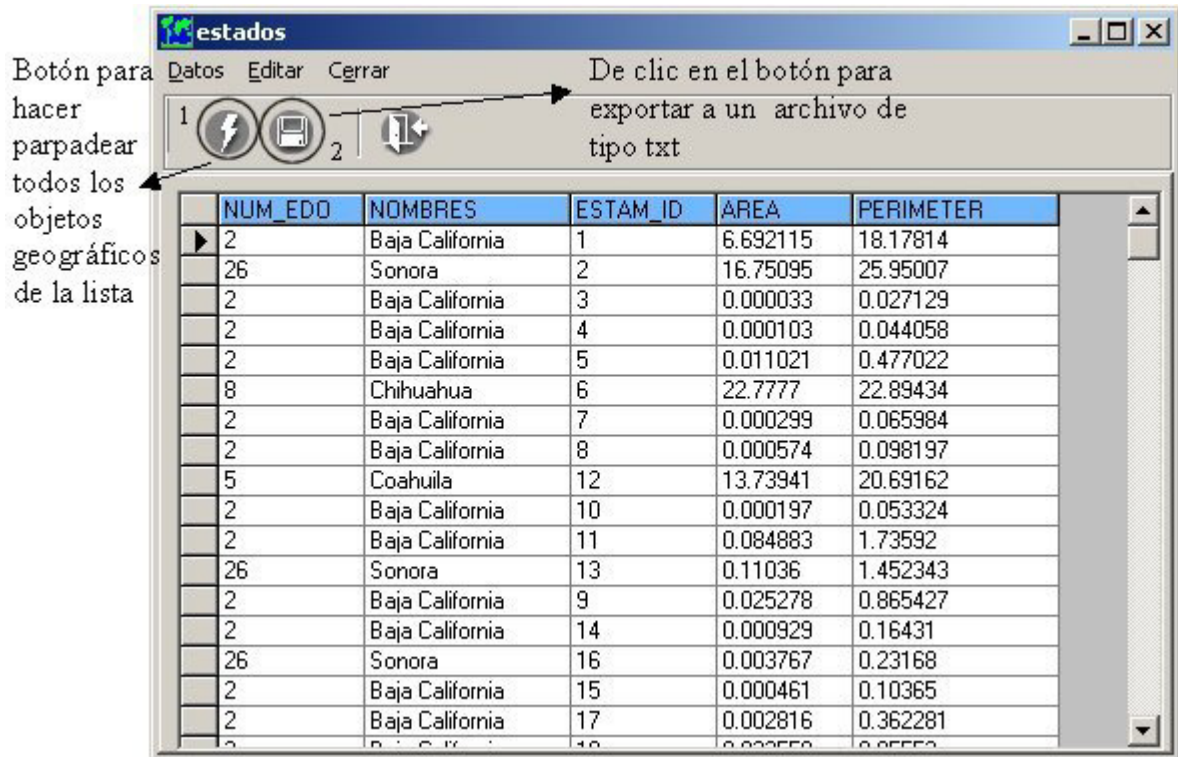 estados
Datos Editar Cerrar
Botón para
hacer
parpadear
todos los
objetos
geográficos
de la lista
De clic en el botón para
exportar a un archivo de
tipo txt
1
2
NUM_EDO NOMBRES ESTAM_ID AREA PERIMETER
2 Baja California 1 6.692115 18.17814
26 Sonora 2 16.75095 25.95007
2 Baja California 3 0.000033 0.027129
2 Baja California 4 0.000103 0.044058
2 Baja California 5 0.011021 0.477022
8 Chihuahua 6 22.7777 22.89434
2 Baja California 7 0.000299 0.065984
2 Baja California 8 0.000574 0.098197
5 Coahuila 12 13.73941 20.69162
2 Baja California 10 0.000197 0.053324
2 Baja California 11 0.084883 1.73592
26 Sonora 13 0.11036 1.452343
2 Baja California 9 0.025278 0.865427
2 Baja California 14 0.000929 0.16431
26 Sonora 16 0.003767 0.23168
2 Baja California 15 0.000461 0.10365
2 Baja California 17 0.002816 0.362281